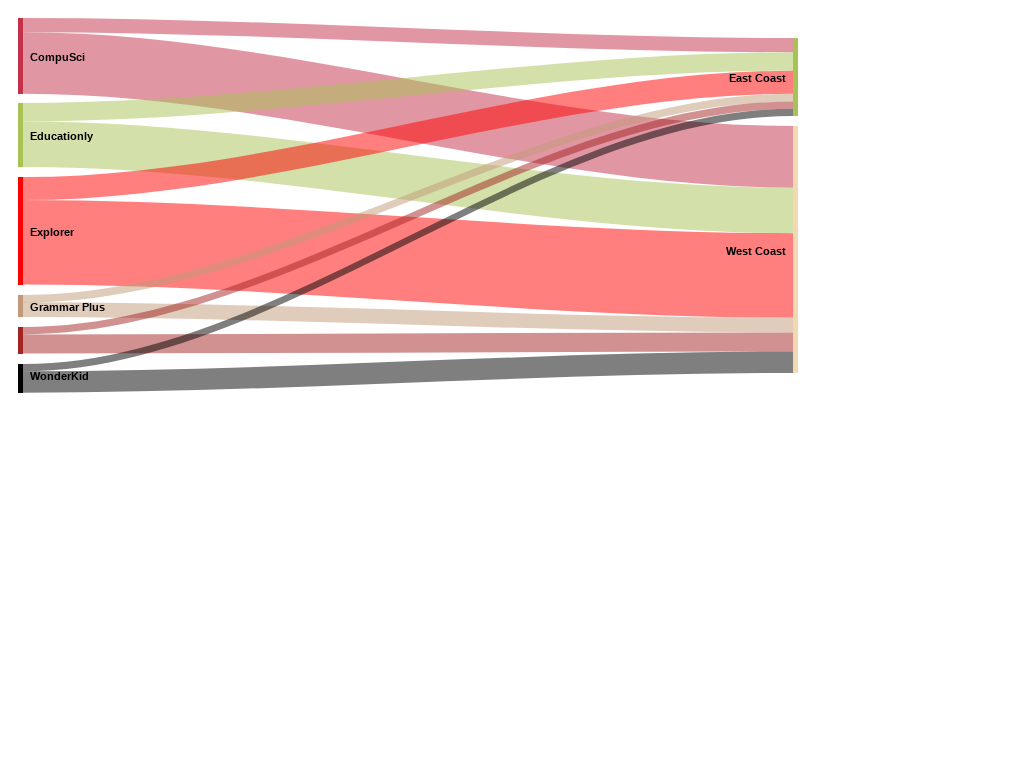 CompuSci
East Coast
Educationly
Explorer
West Coast
Grammar Plus
WonderKid